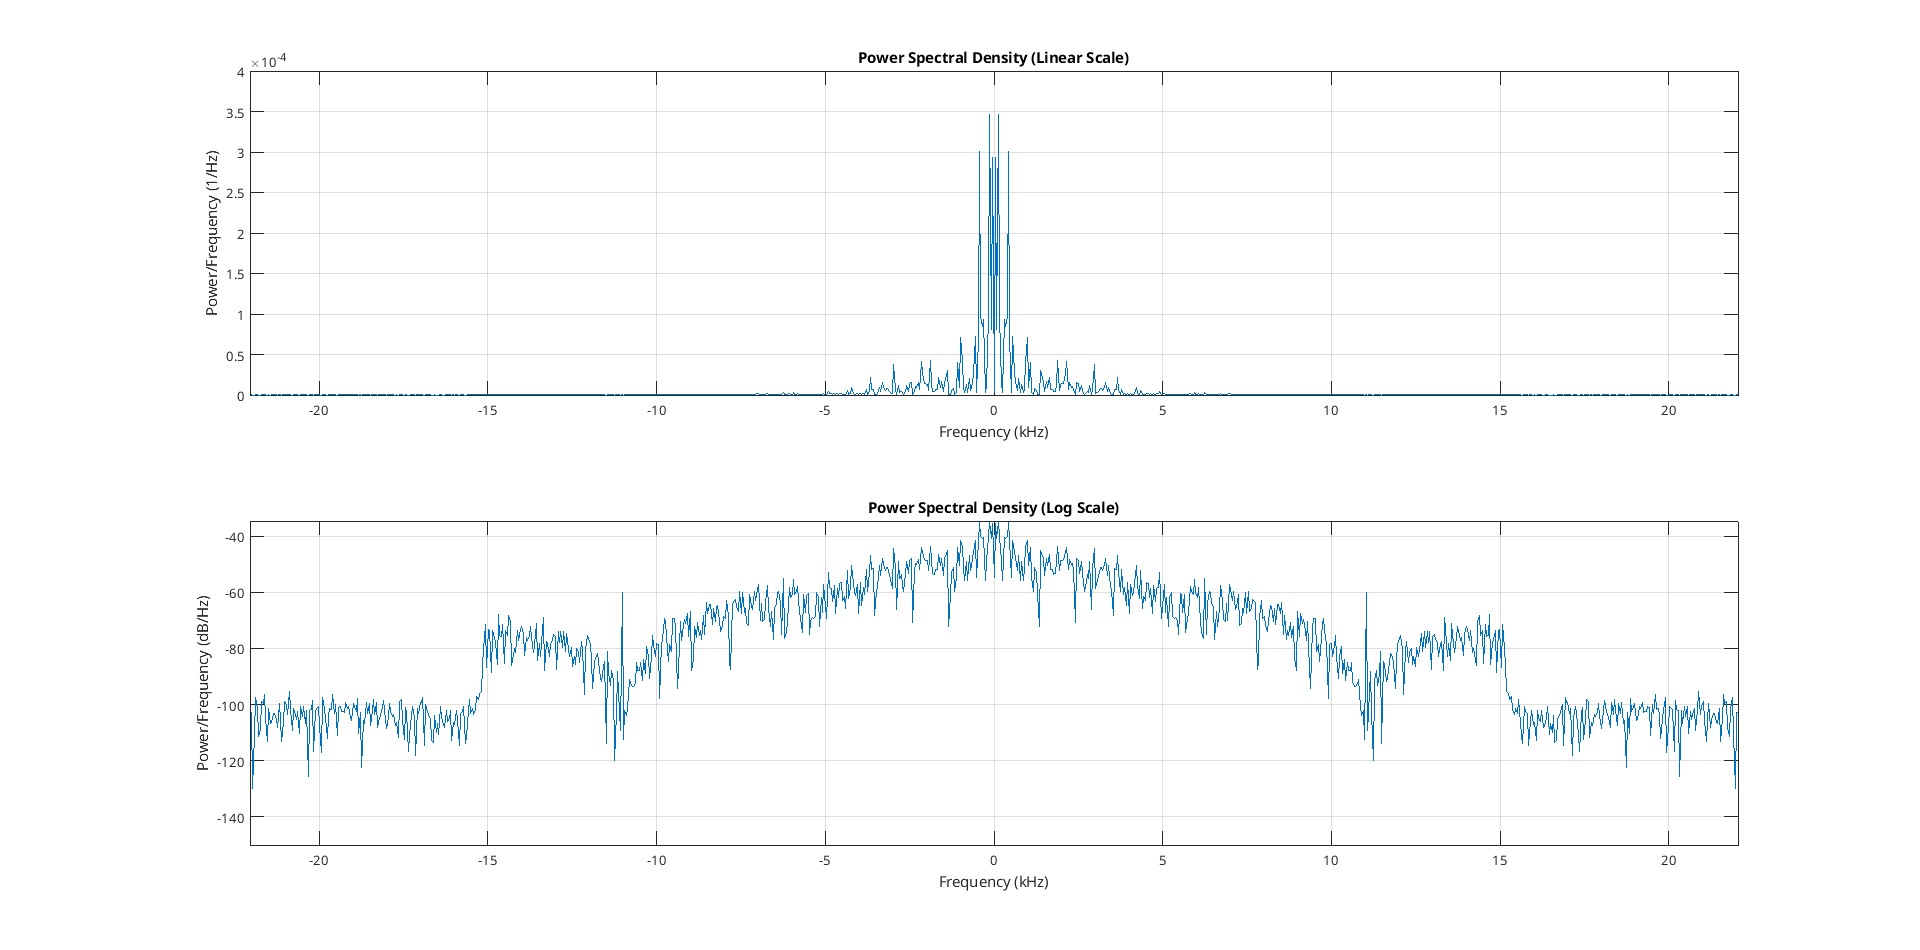 Power Spectral Density (Linear Scale)
×10-4
4
3.5
3
2.5
2
1.5
1
0.5
0
Power/Frequency (1/Hz)
-20 -15 -10 -5 0 5 10 15 20
Frequency (kHz)
Power Spectral Density (Log Scale)
-40
-60
-80
-100
-120
-140
Power/Frequency (dB/Hz)
-20 -15 -10 -5 0 5 10 15 20
Frequency (kHz)